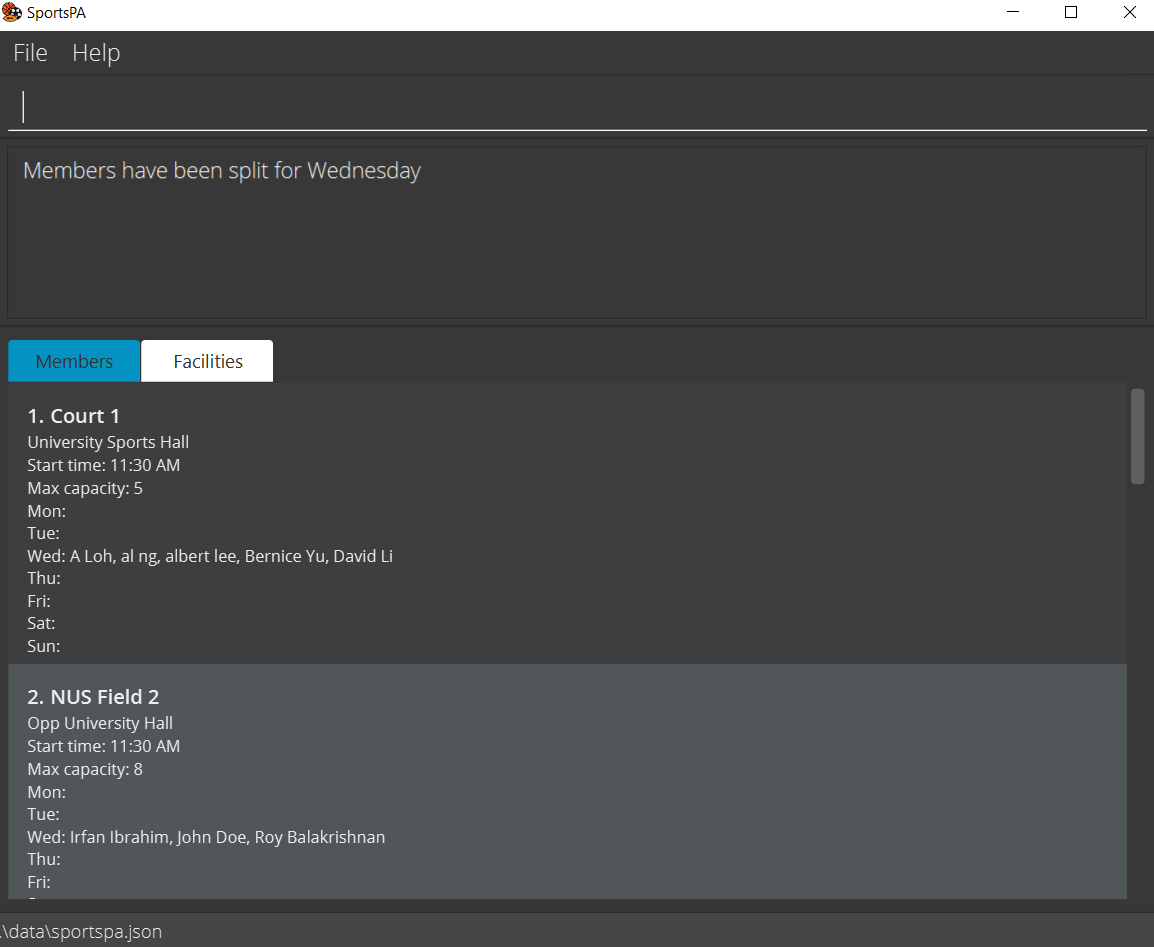 SportsPA
File Help
Members have been split for Wednesday
Members Facilities
1. Court 1
University Sports Hall
Start time: 11:30 AM
Max capacity: 5
Mon:
Tue:
Wed: A Loh, al ng, albert lee, Bernice Yu, David Li
Thu:
Fri:
Sat:
Sun:
2. NUS Field 2
Opp University Hall
Start time: 11:30 AM
Max capacity: 8
Mon:
Tue:
Wed: Irfan Ibrahim, John Doe, Roy Balakrishnan
Thu:
Fri:
.\data\sportspa.json